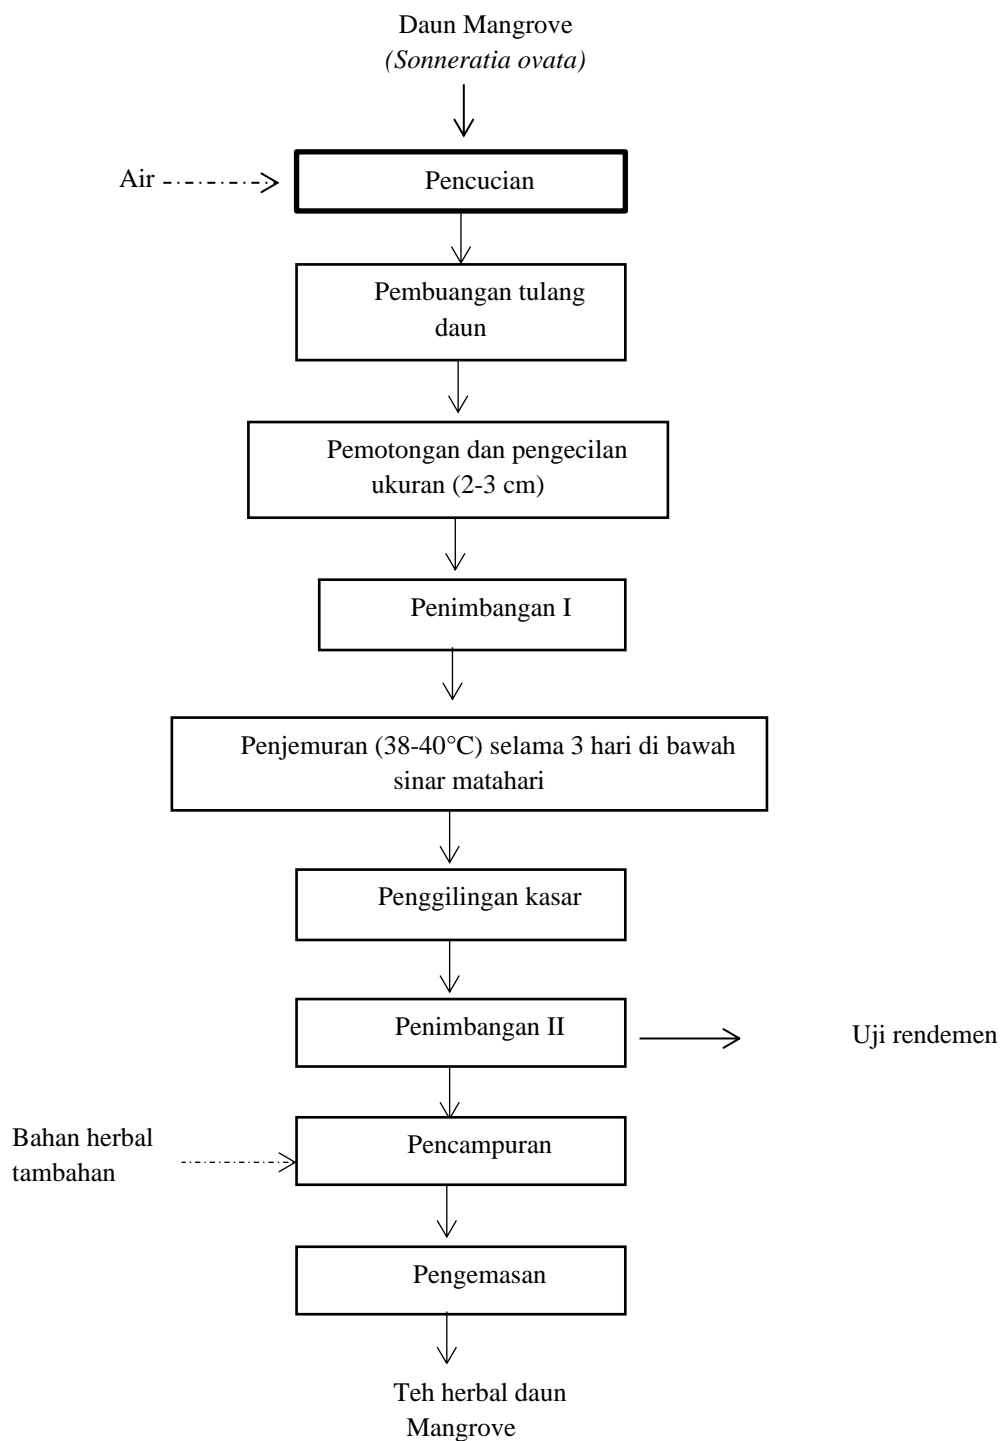 Daun Mangrove
(Sonneratia ovata)
Air
Pencucian
Pembuangan tulang
daun
Pemotongan dan pengecilan
ukuran (2-3 cm)
Penimbangan I
Penjemuran (38-40°C) selama 3 hari di bawah
sinar matahari
Penggilingan kasar
Penimbangan II
Uji rendemen
Bahan herbal
tambahan
Pencampuran
Pengemasan
Teh herbal daun
Mangrove